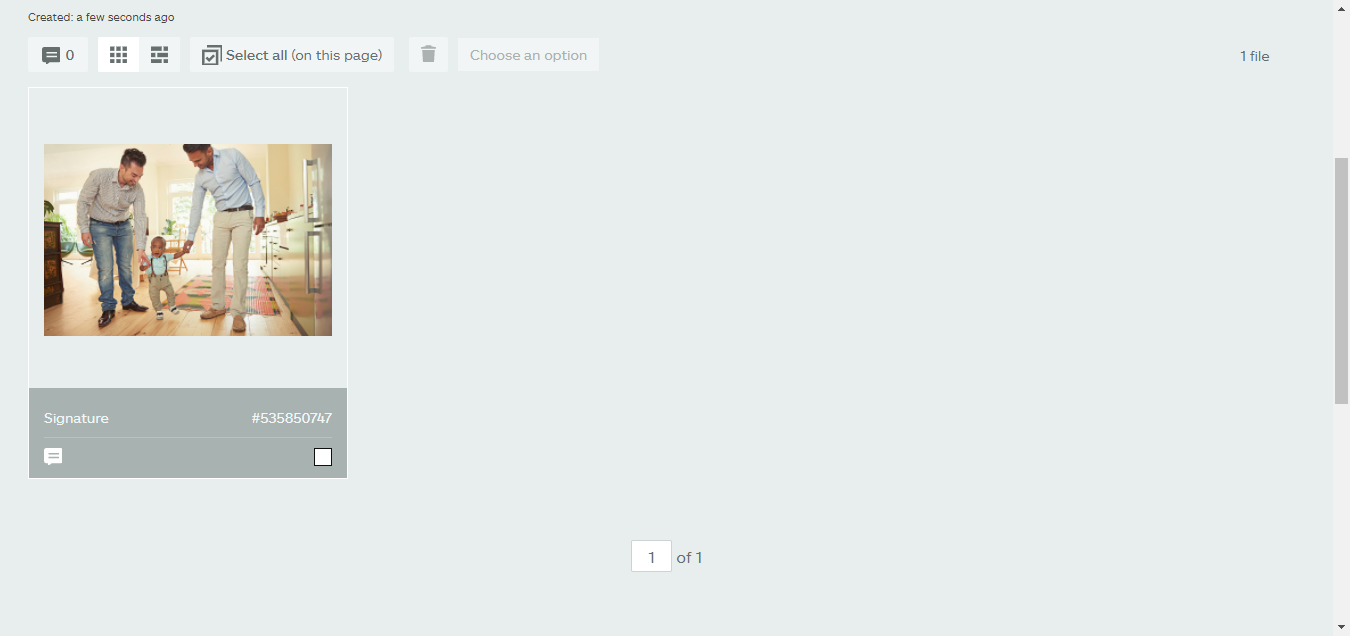 Created: a few seconds ago
0 Select all (on this page) Choose an option 1 file
Signature #535850747
1 of 1